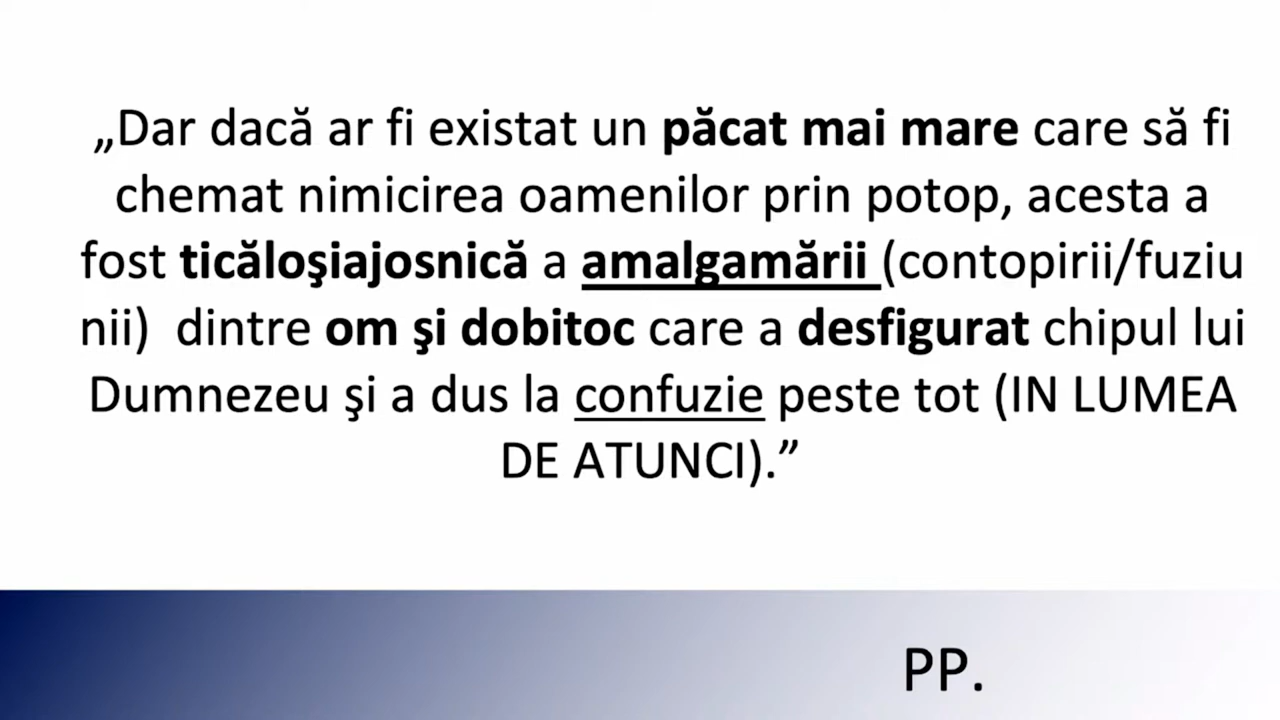 „Dar dacă ar fi existat un păcat mai mare care să fi
chemat nimicirea oamenilor prin potop, acesta a
fost ticăloşiajosnică a amalgamării (contopirii/fuziu
nii)  dintre om şi dobitoc care a desfigurat chipul lui
Dumnezeu şi a dus la confuzie peste tot (IN LUMEA
DE ATUNCI).”
PP.